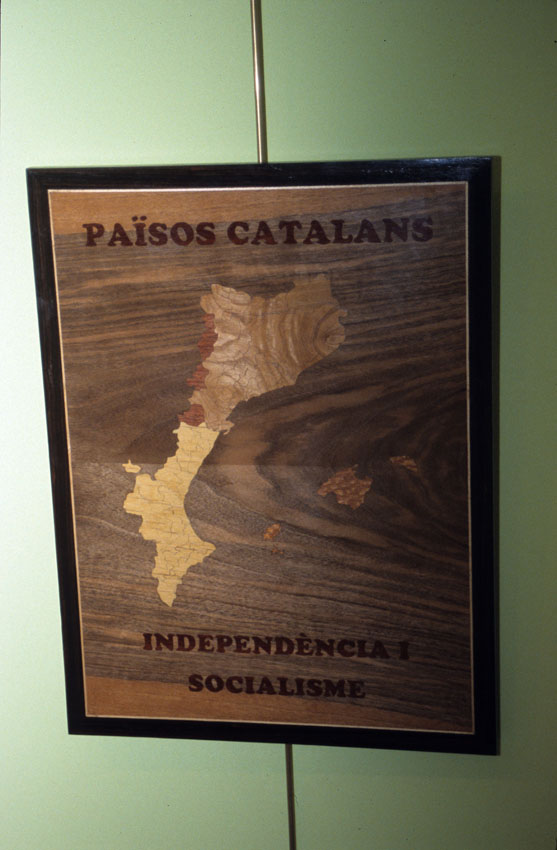 PAÏSOS CATALANS
INDEPENDÈNCIA I
SOCIALISME